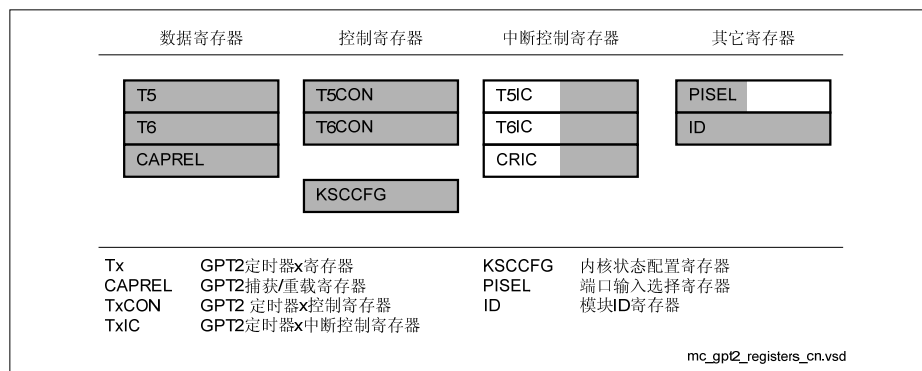 数据寄存器 控制寄存器 中断控制寄存器 其它寄存器
T5 T5CON T5IC PISEL
T6 T6CON T6IC ID
CAPREL CRIC
KSCCFG
Tx GPT2定时器x寄存器 KSCCFG 内核状态配置寄存器
CAPREL GPT2捕获/重载寄存器 PISEL 端口输入选择寄存器
TxCON GPT2 定时器x控制寄存器 ID 模块ID寄存器
TxIC GPT2定时器x中断控制寄存器
mc_gpt2_registers_cn.vsd